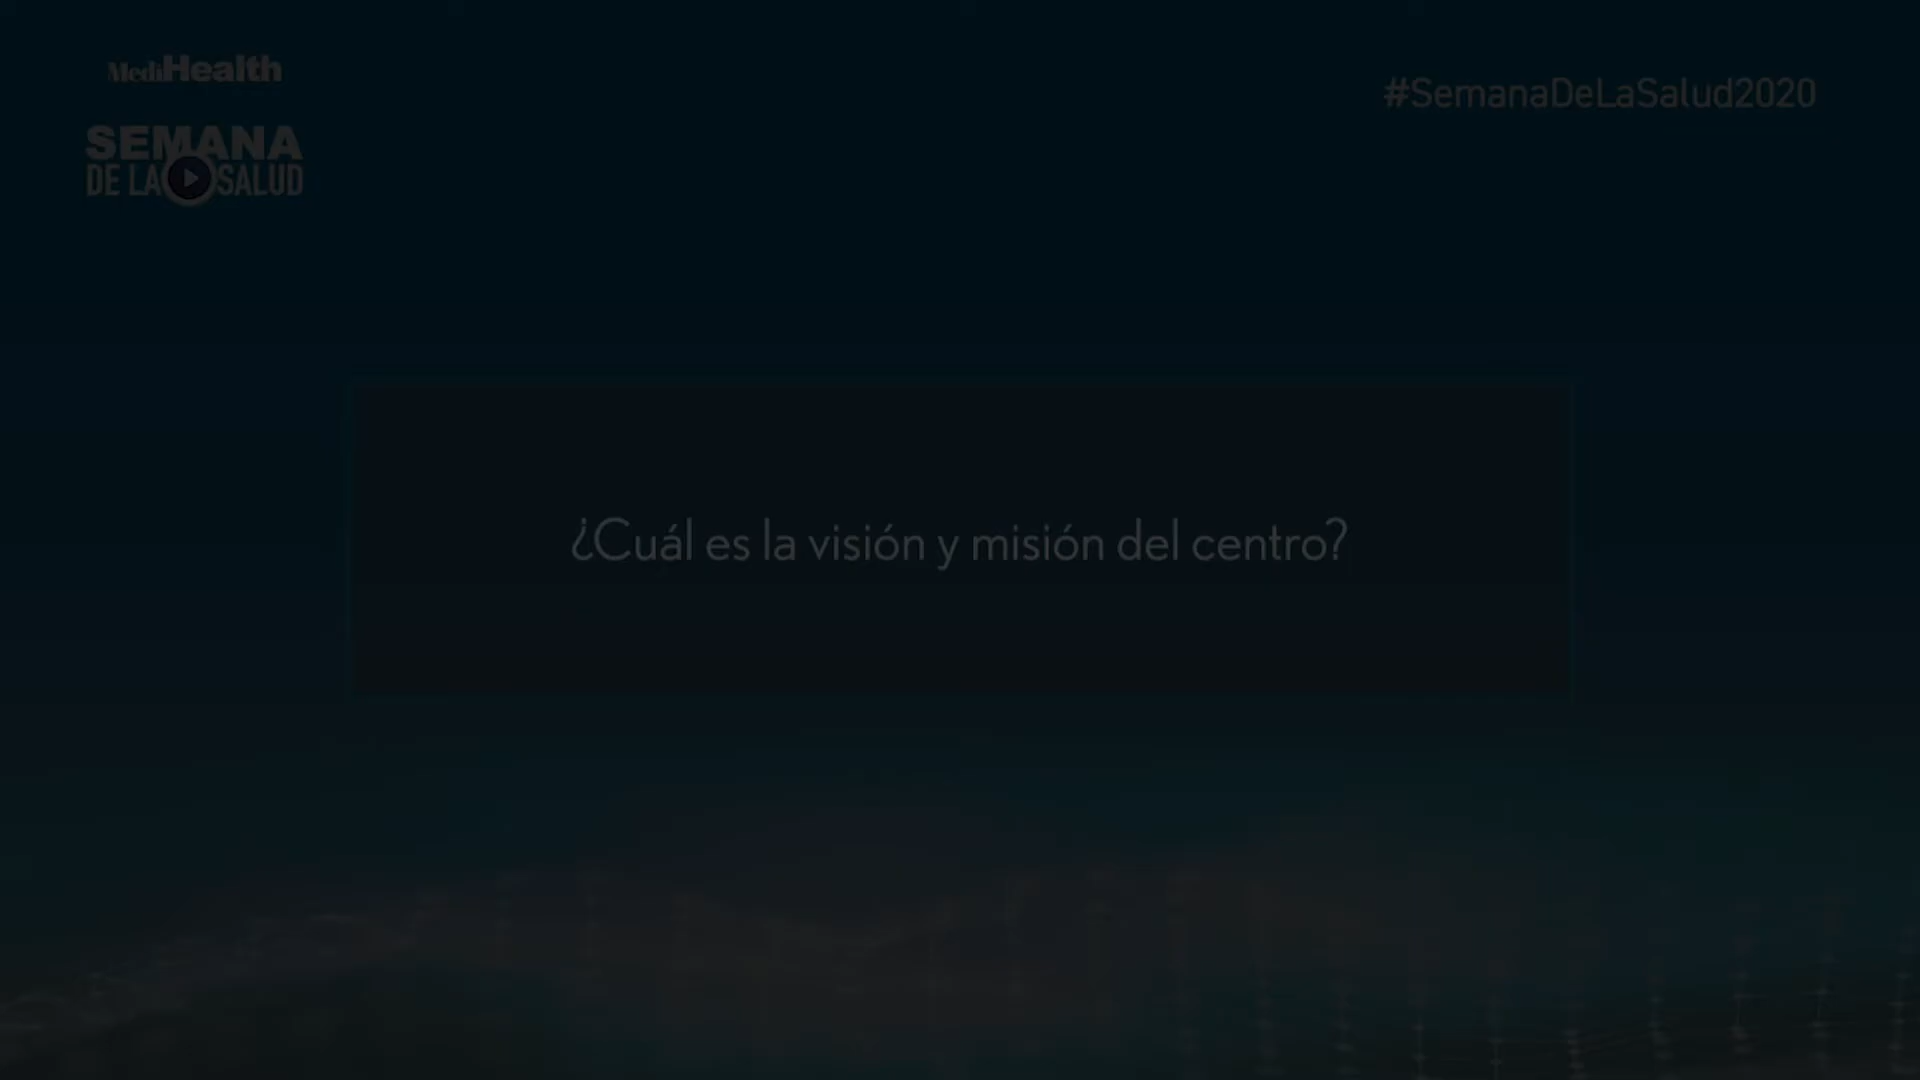 MediHealth
SEMANA
DE LA SALUD
#SemanaDeLaSalud2020
¿Cuál es la visión y misión del centro?